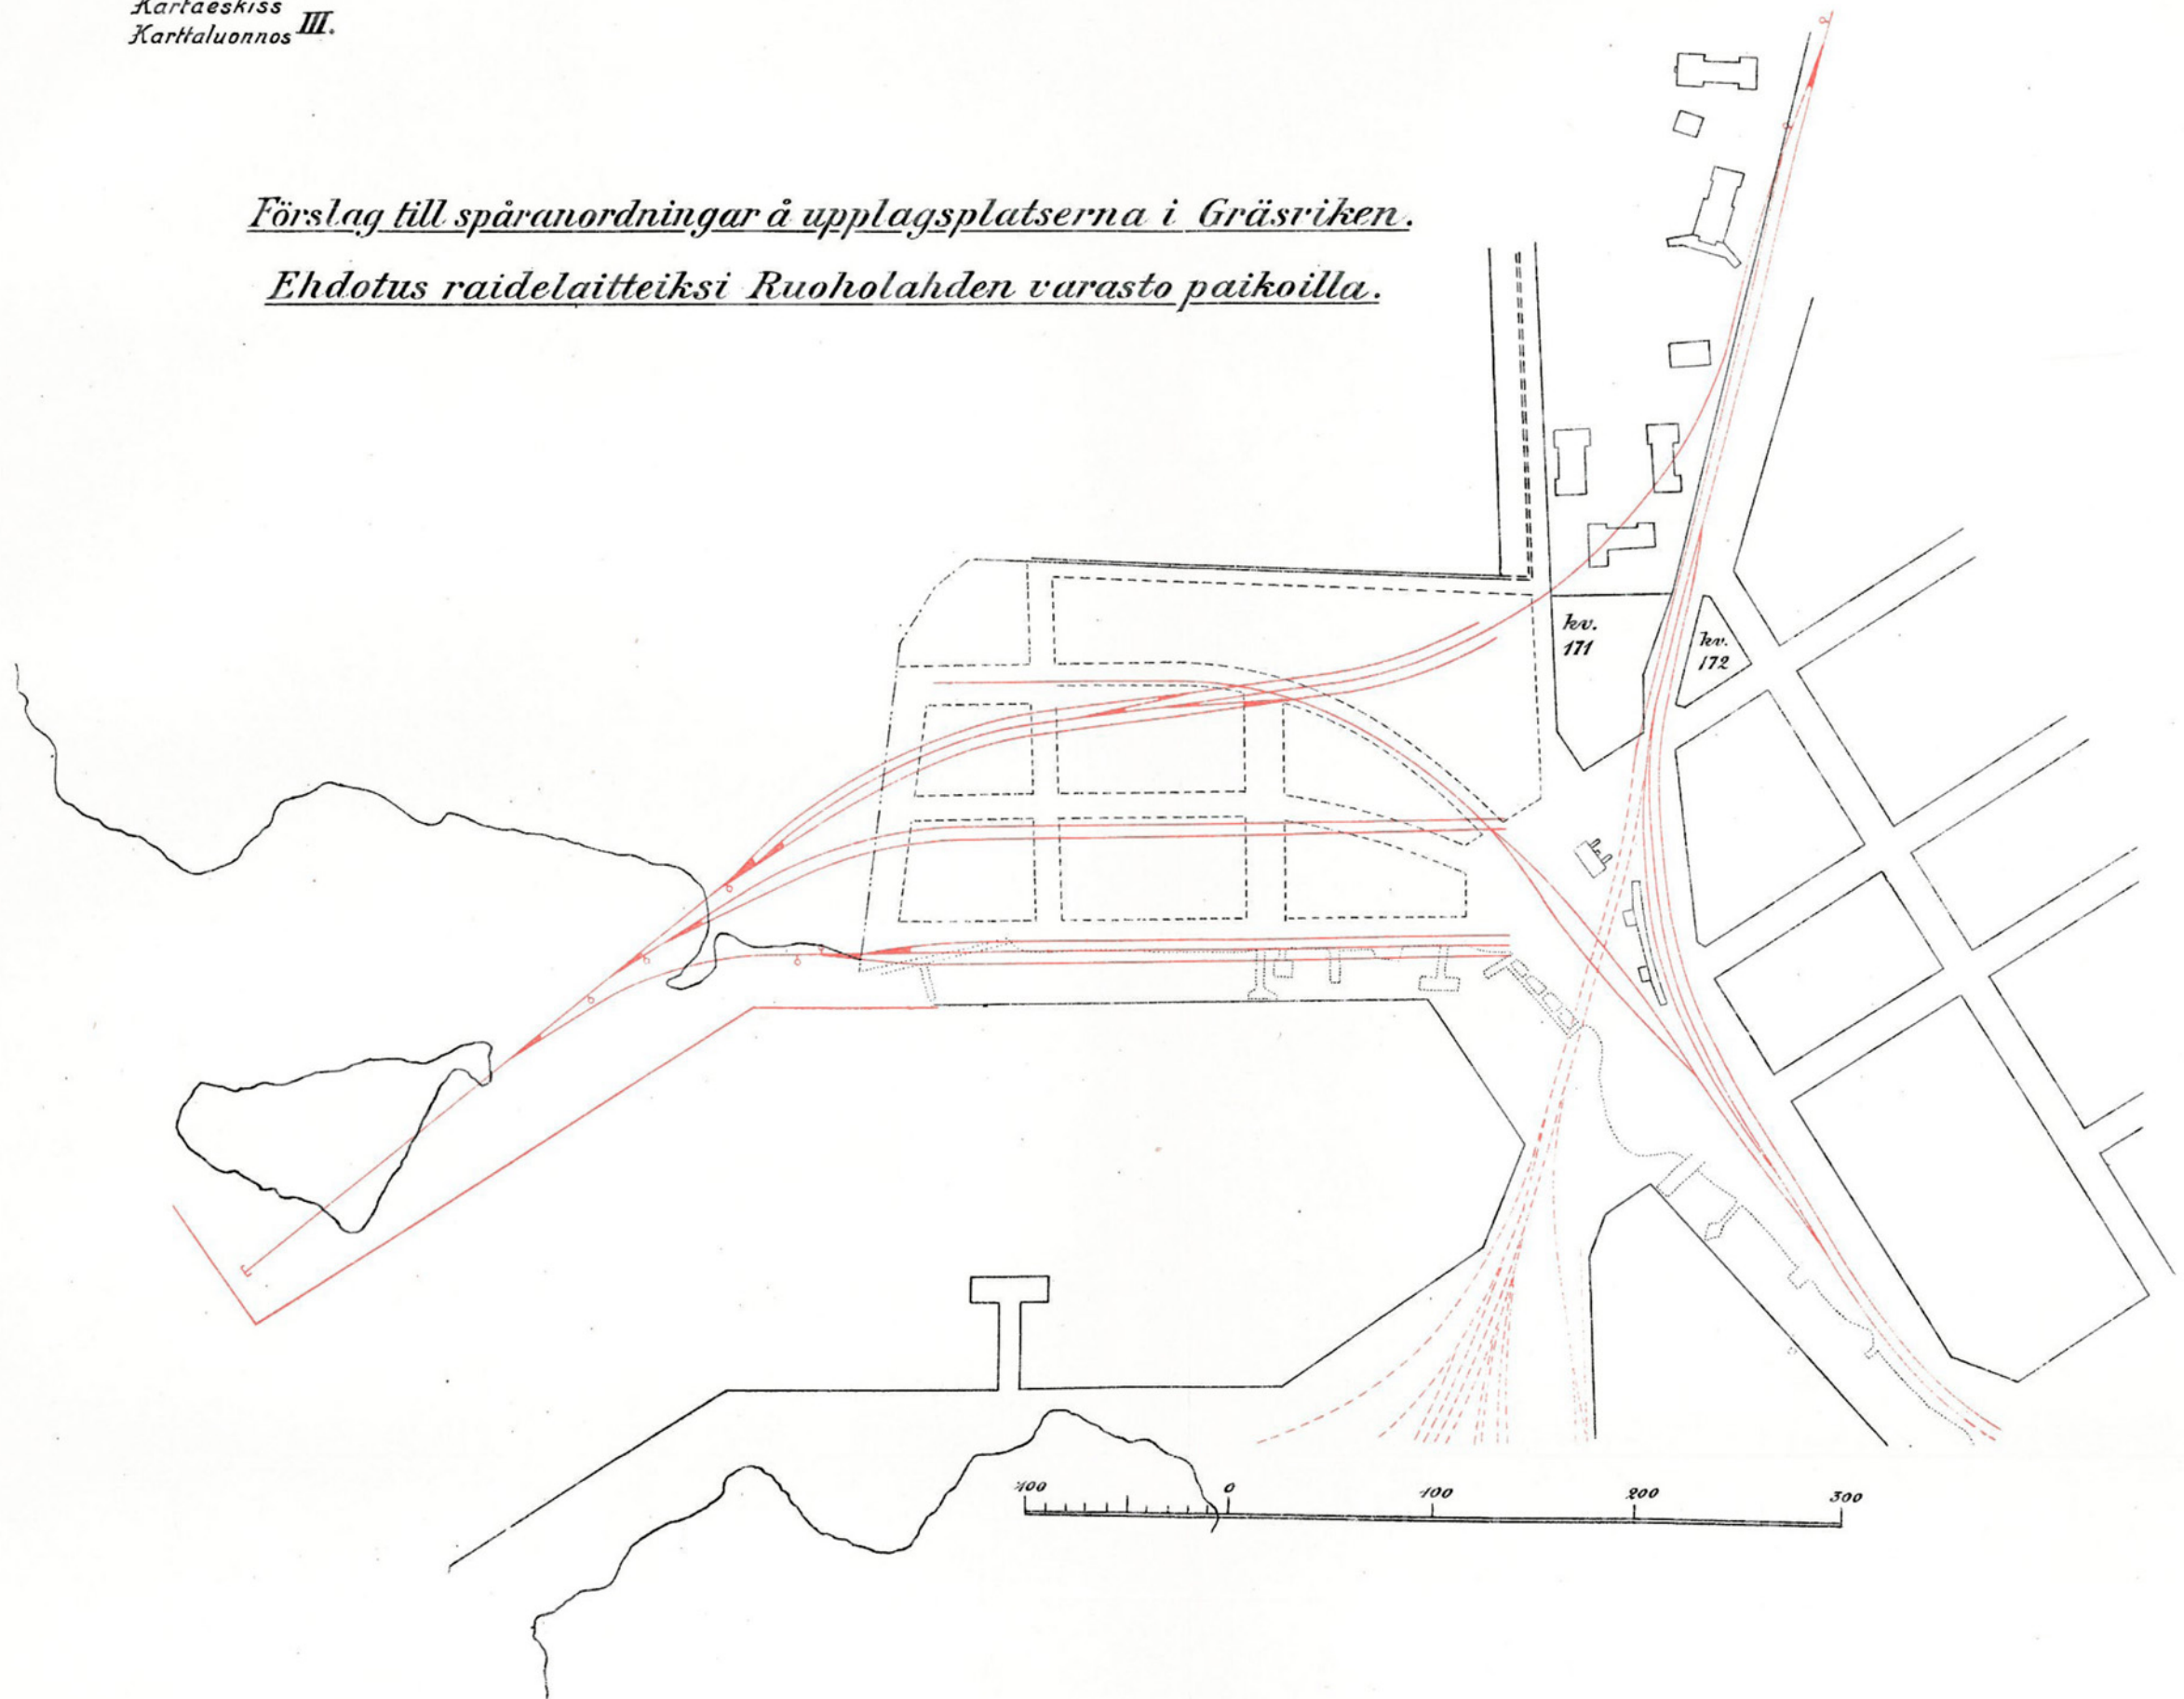 Kartaeskiss
Karttaluonnos III.
Förslag till spåranordningar å upplagsplatserna i Gräsviken.
Ehdotus raidelaitteiksi Ruoholahden varasto paikoilla.
kv.
171
kv.
172
100 0 100 200 300